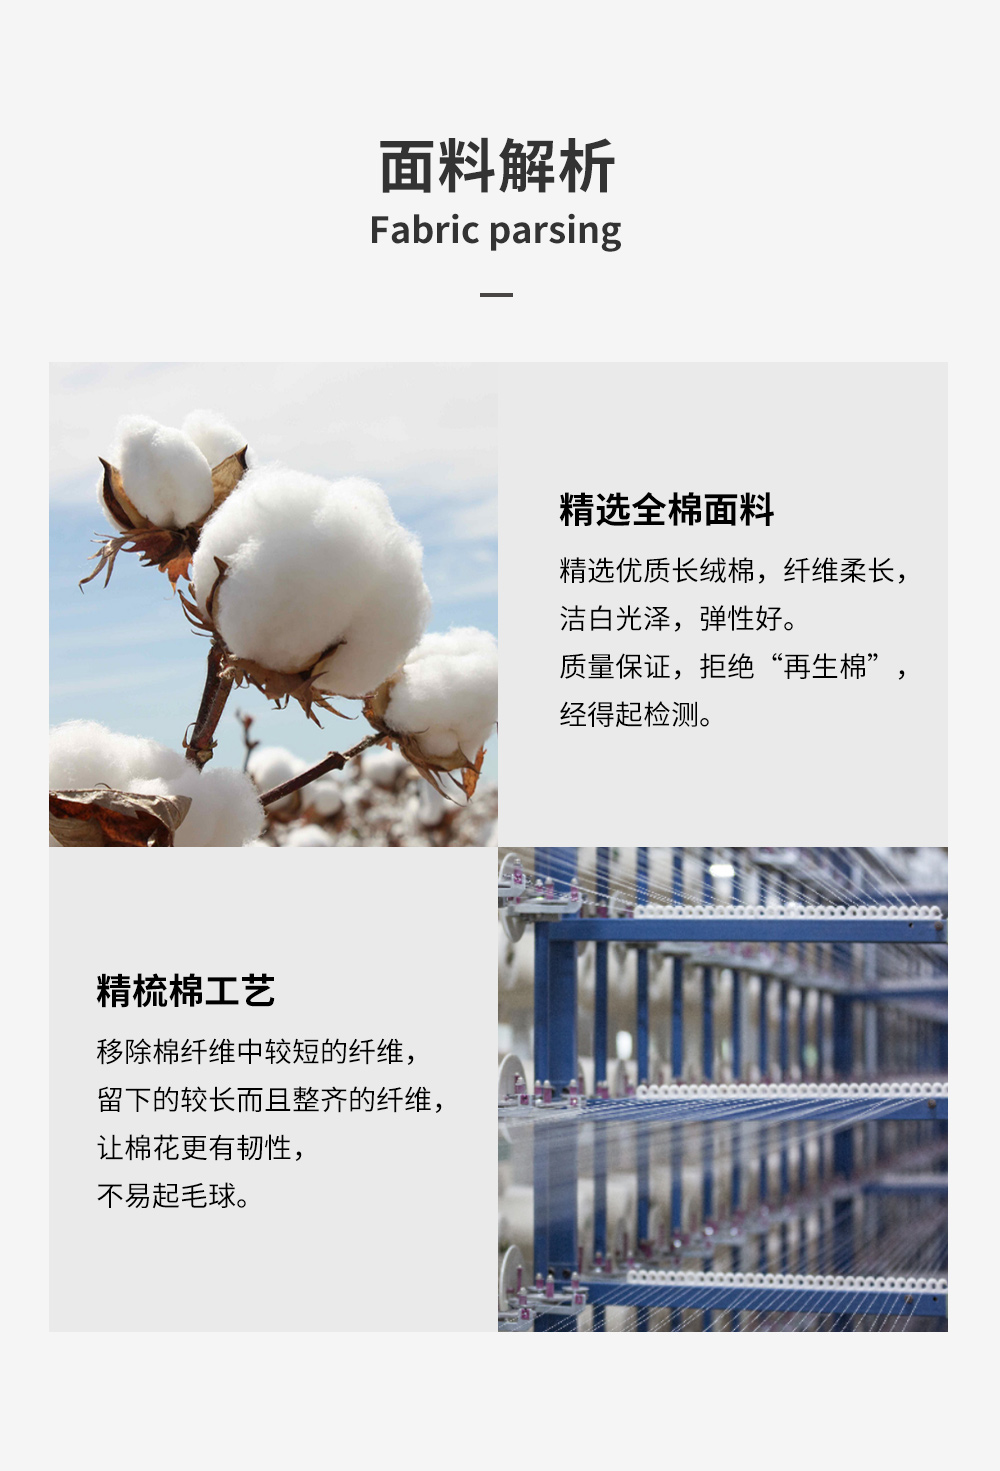 面料解析
Fabric parsing
精选全棉面料
精选优质长绒棉，纤维柔长，
洁白光泽，弹性好。
质量保证，拒绝“再生棉”，
经得起检测。
精梳棉工艺
移除棉纤维中较短的纤维，
留下的较长而且整齐的纤维，
让棉花更有韧性，
不易起毛球。